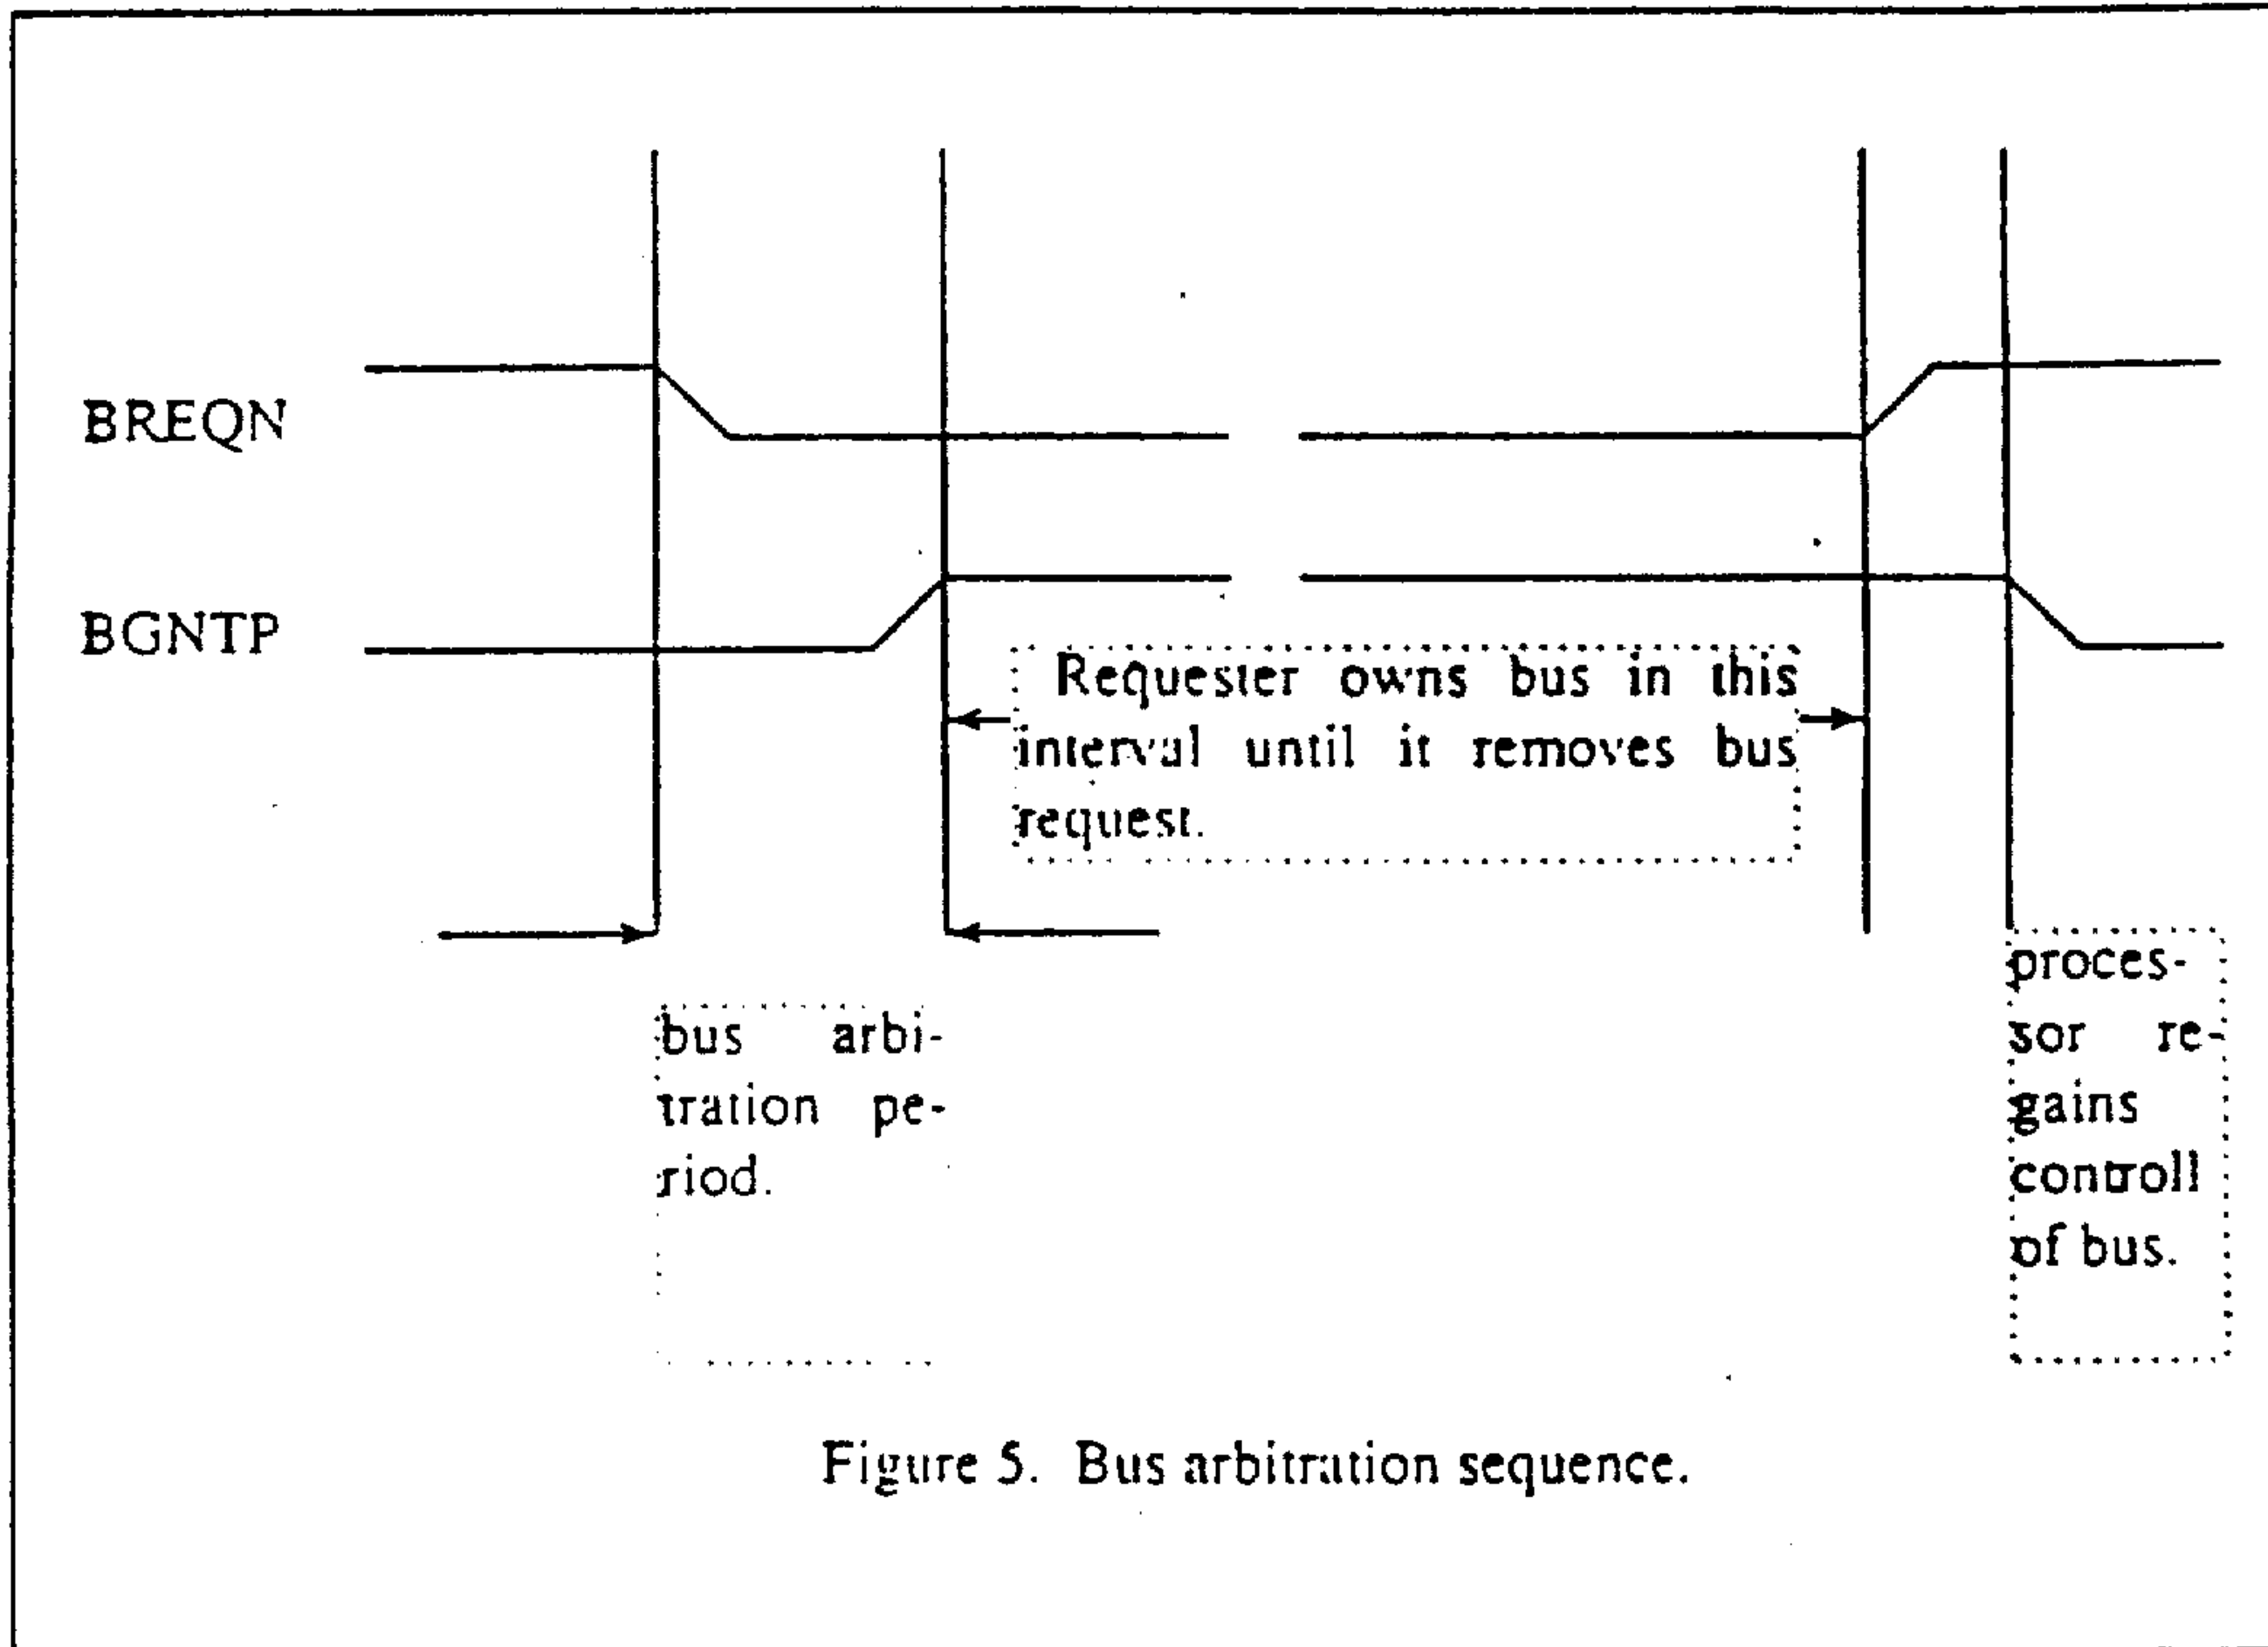 BREQN
BGNTP
Requester owns bus in this
interval until it removes bus
request.
bus arbi-
tration pe-
riod.
proces-
sor re-
gains
controll
of bus.
Figure 5. Bus arbitration sequence.